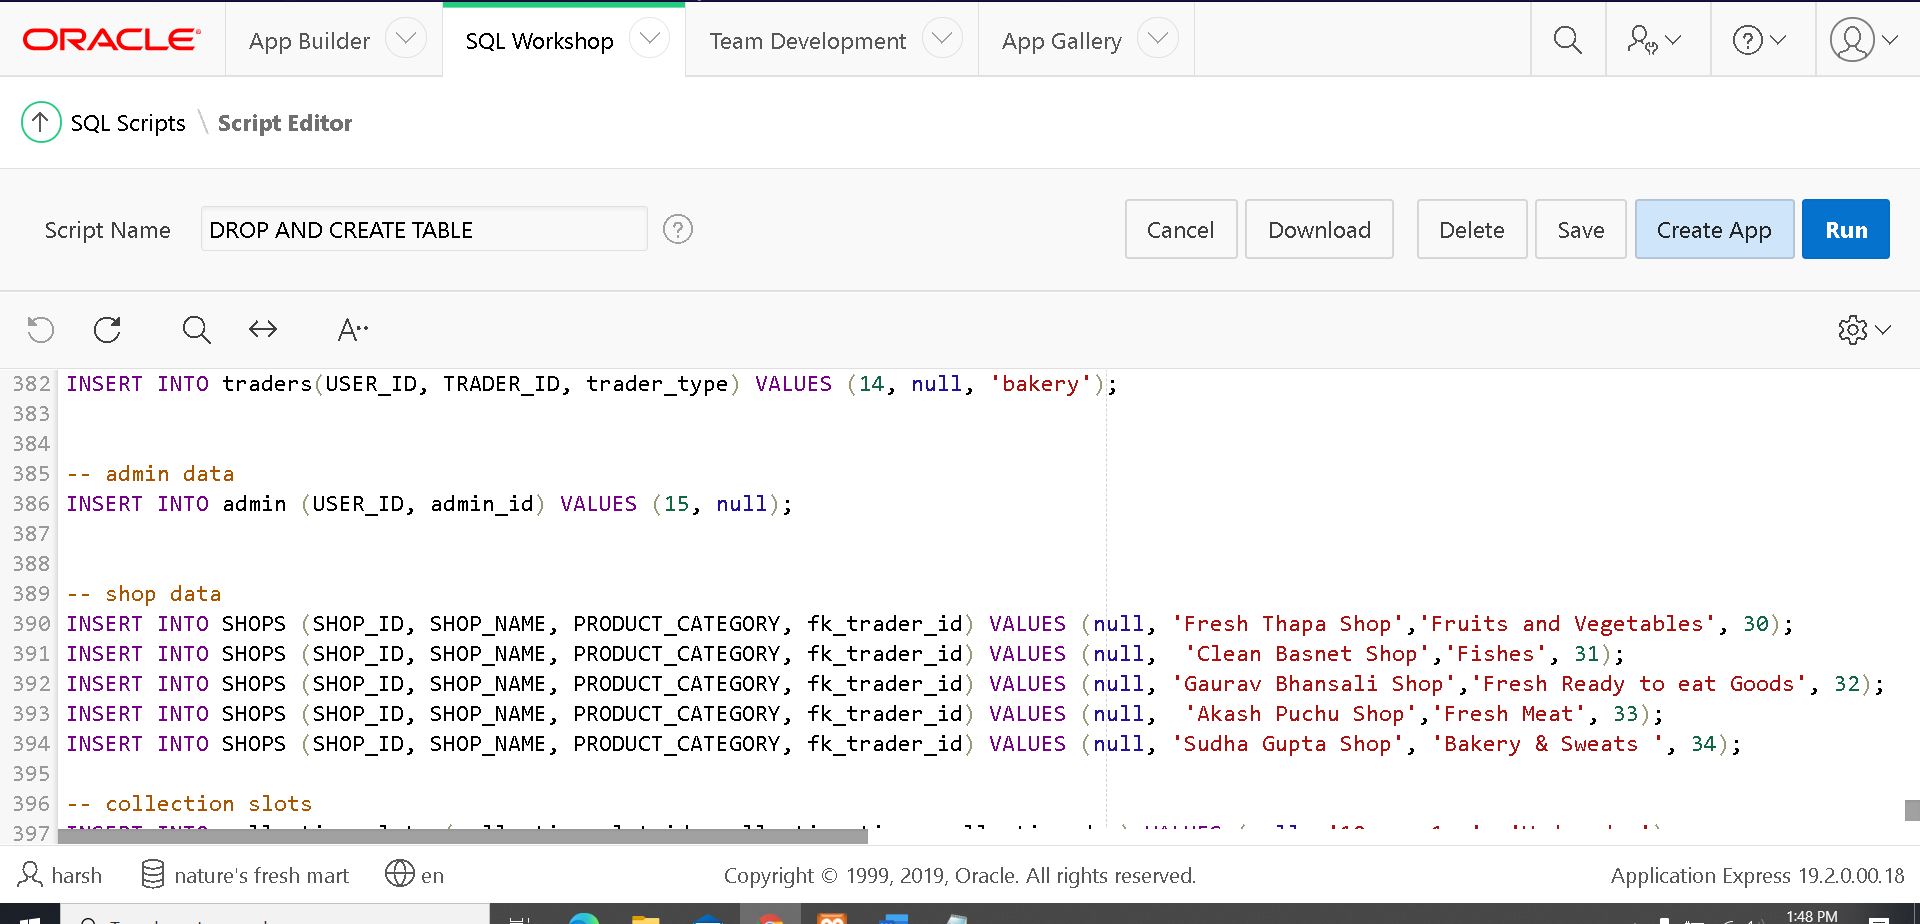 ORACLE®
App Builder
SQL Workshop
Team Development
App Gallery
SQL Scripts \ Script Editor
Script Name
DROP AND CREATE TABLE
Cancel
Download
Delete
Save
Create App
Run
382 INSERT INTO traders(USER_ID, TRADER_ID, trader_type) VALUES (14, null, 'bakery');
383
384
385 -- admin data
386 INSERT INTO admin (USER_ID, admin_id) VALUES (15, null);
387
388
389 -- shop data
390 INSERT INTO SHOPS (SHOP_ID, SHOP_NAME, PRODUCT_CATEGORY, fk_trader_id) VALUES (null, 'Fresh Thapa Shop','Fruits and Vegetables', 30);
391 INSERT INTO SHOPS (SHOP_ID, SHOP_NAME, PRODUCT_CATEGORY, fk_trader_id) VALUES (null,  'Clean Basnet Shop','Fishes', 31);
392 INSERT INTO SHOPS (SHOP_ID, SHOP_NAME, PRODUCT_CATEGORY, fk_trader_id) VALUES (null, 'Gaurav Bhansali Shop','Fresh Ready to eat Goods', 32);
393 INSERT INTO SHOPS (SHOP_ID, SHOP_NAME, PRODUCT_CATEGORY, fk_trader_id) VALUES (null,  'Akash Puchu Shop','Fresh Meat', 33);
394 INSERT INTO SHOPS (SHOP_ID, SHOP_NAME, PRODUCT_CATEGORY, fk_trader_id) VALUES (null, 'Sudha Gupta Shop', 'Bakery & Sweats ', 34);
395
396 -- collection slots
397
harsh
nature's fresh mart
en
Copyright © 1999, 2019, Oracle. All rights reserved.
Application Express 19.2.0.00.18
1:48 PM